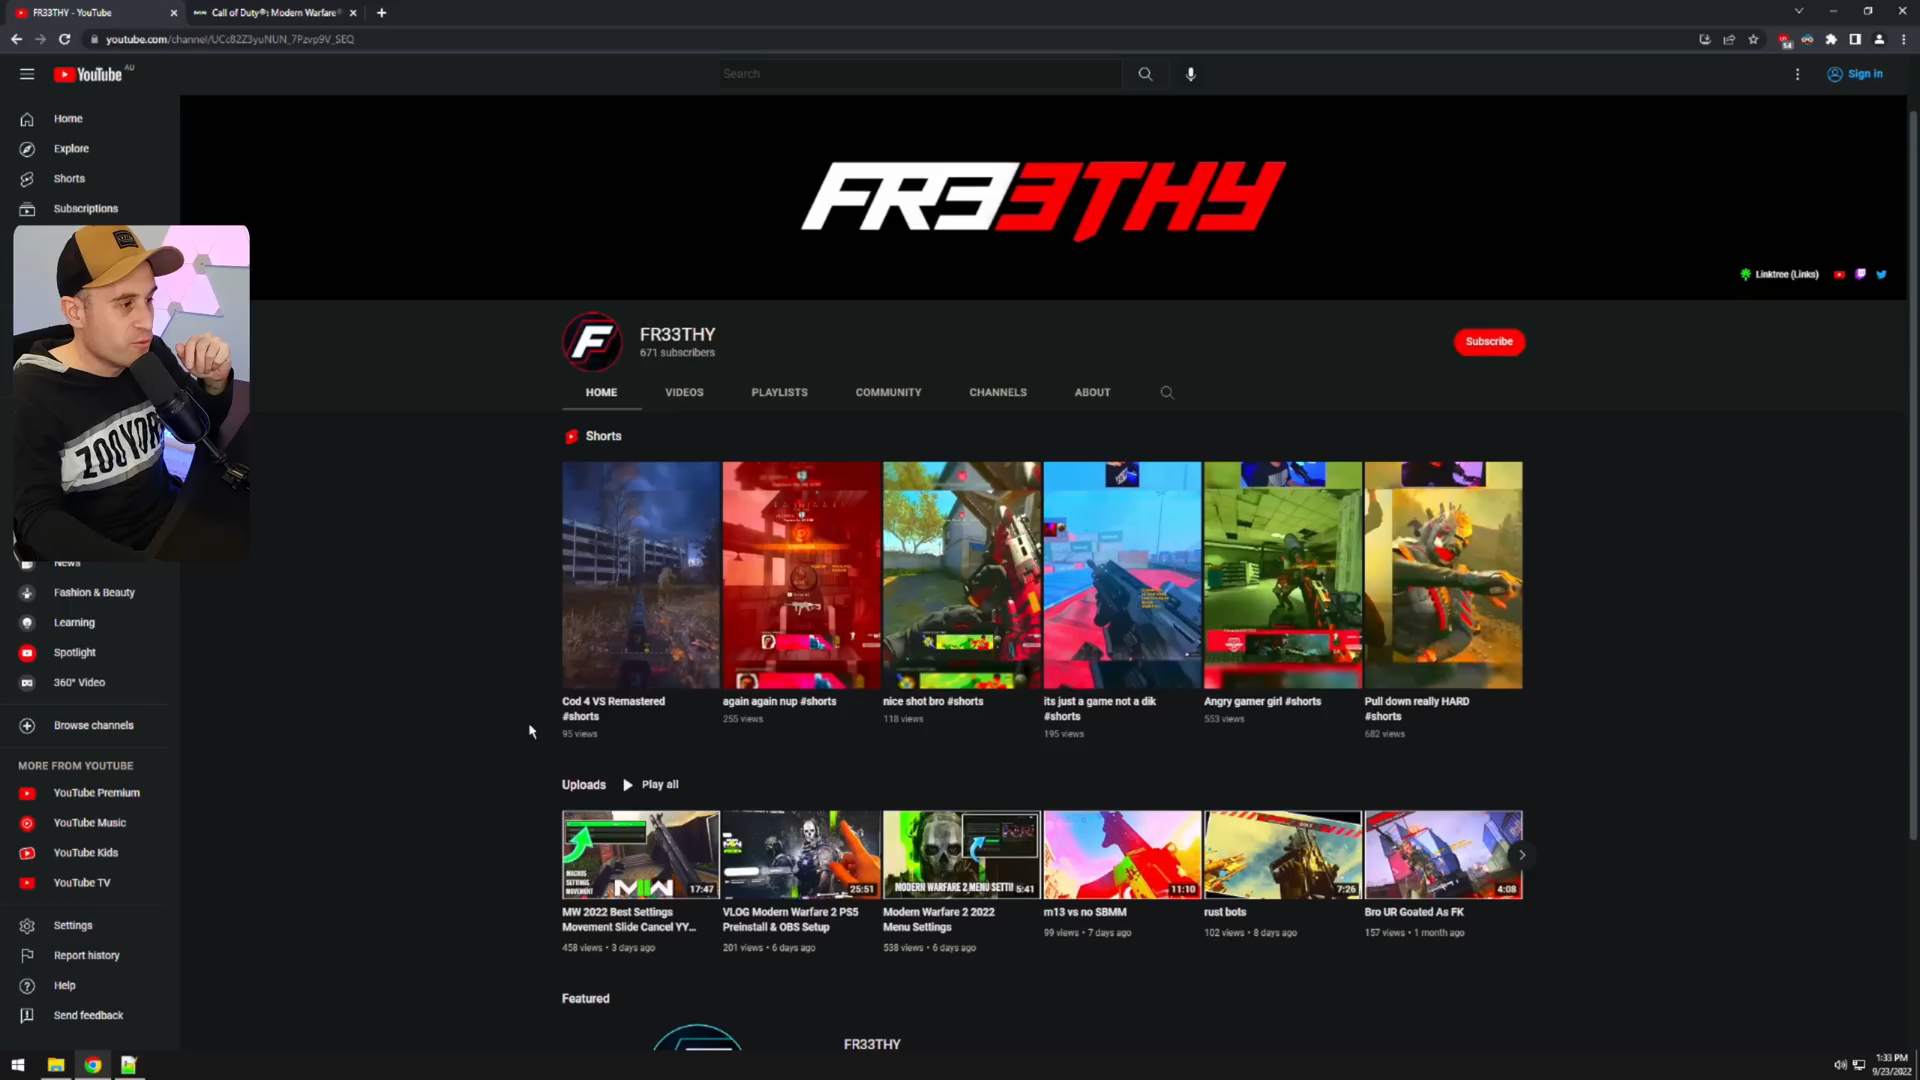 FR33THY - YouTube
Call of Duty®: Modern Warfare®
youtube.com/channel/UCc82Z3yuNUN_7Pzvp9V_SEQ
YouTube AU
Search
Sign in
Home
Explore
Shorts
Subscriptions
News
Fashion & Beauty
Learning
Spotlight
360° Video
Browse channels
MORE FROM YOUTUBE
YouTube Premium
YouTube Music
YouTube Kids
YouTube TV
Settings
Report history
Help
Send feedback
ZOOYORK
FR33THY
Linktree (Links)
FR33THY
671 subscribers
Subscribe
HOME
VIDEOS
PLAYLISTS
COMMUNITY
CHANNELS
ABOUT
Shorts
Cod 4 VS Remastered
#shorts
95 views
again again nup #shorts
255 views
nice shot bro #shorts
118 views
its just a game not a dik
#shorts
195 views
Angry gamer girl #shorts
553 views
Pull down really HARD
#shorts
682 views
Uploads
Play all
MACROS
SETTINGS
MOVEMENT
MWII
17:47
25:51
MODERN WARFARE 2 MENU SETTII
5:41
11:10
7:26
4:08
MW 2022 Best Settings
Movement Slide Cancel YY...
458 views • 3 days ago
VLOG Modern Warfare 2 PS5
Preinstall & OBS Setup
201 views • 6 days ago
Modern Warfare 2 2022
Menu Settings
538 views • 6 days ago
m13 vs no SBMM
99 views • 7 days ago
rust bots
102 views • 8 days ago
Bro UR Goated As FK
157 views • 1 month ago
Featured
FR33THY
1:33 PM
9/23/2022